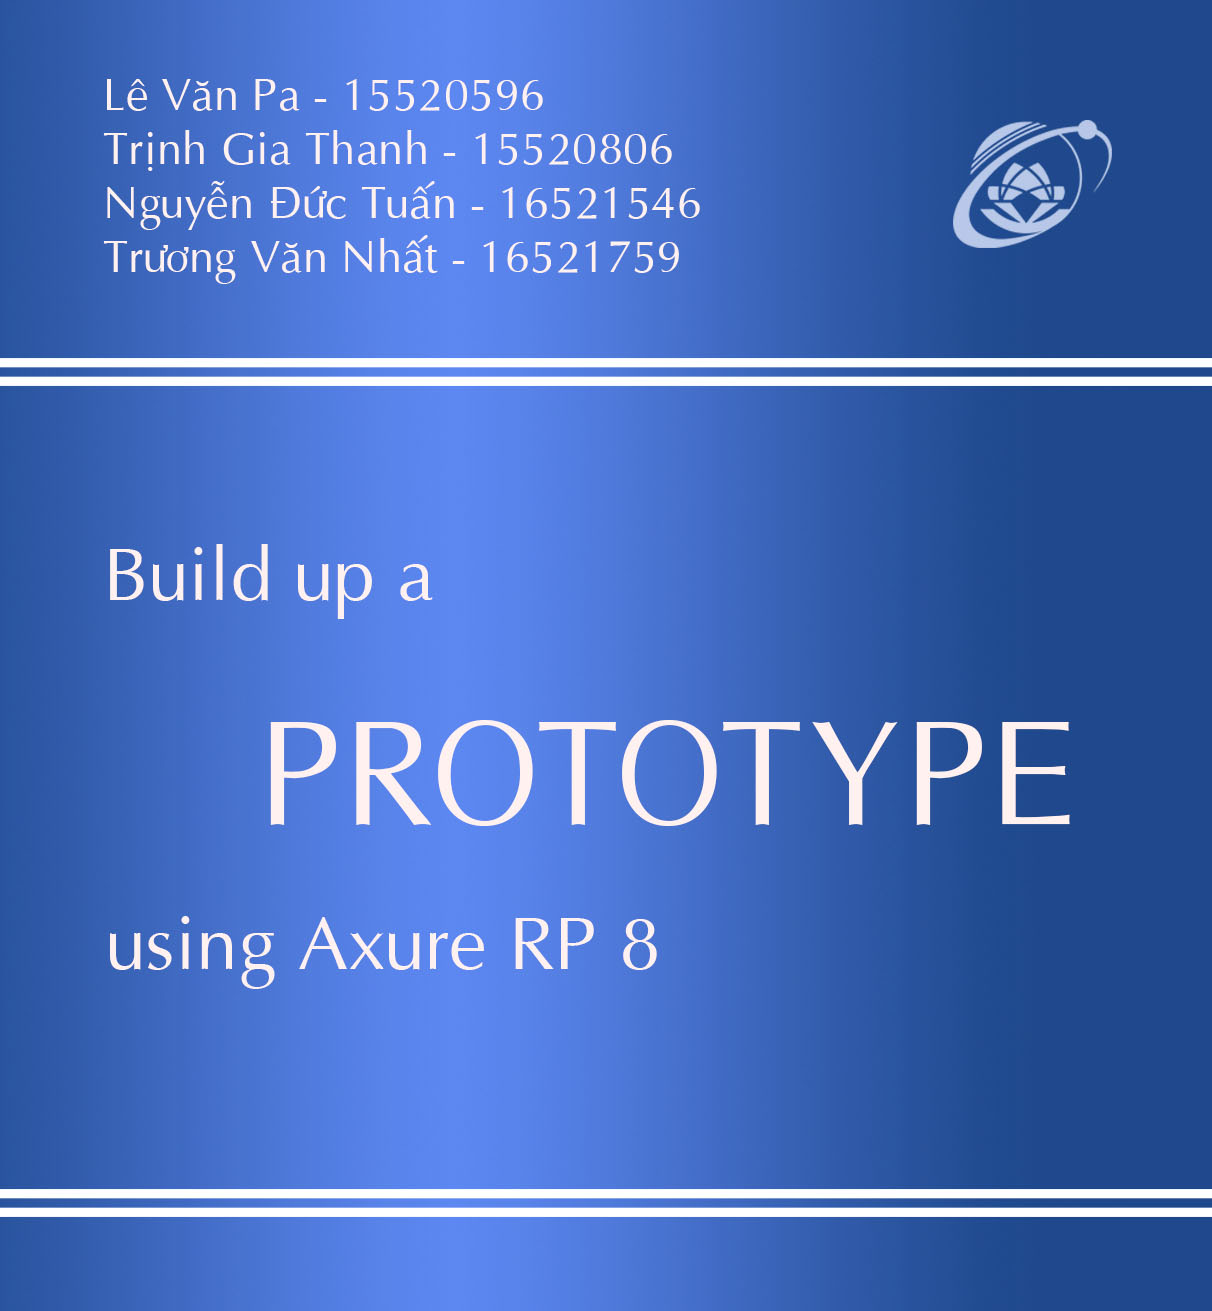 Lê Văn Pa - 15520596
Trịnh Gia Thanh - 15520806
Nguyễn Đức Tuấn - 16521546
Trương Văn Nhất - 16521759
Build up a
PROTOTYPE
using Axure RP 8